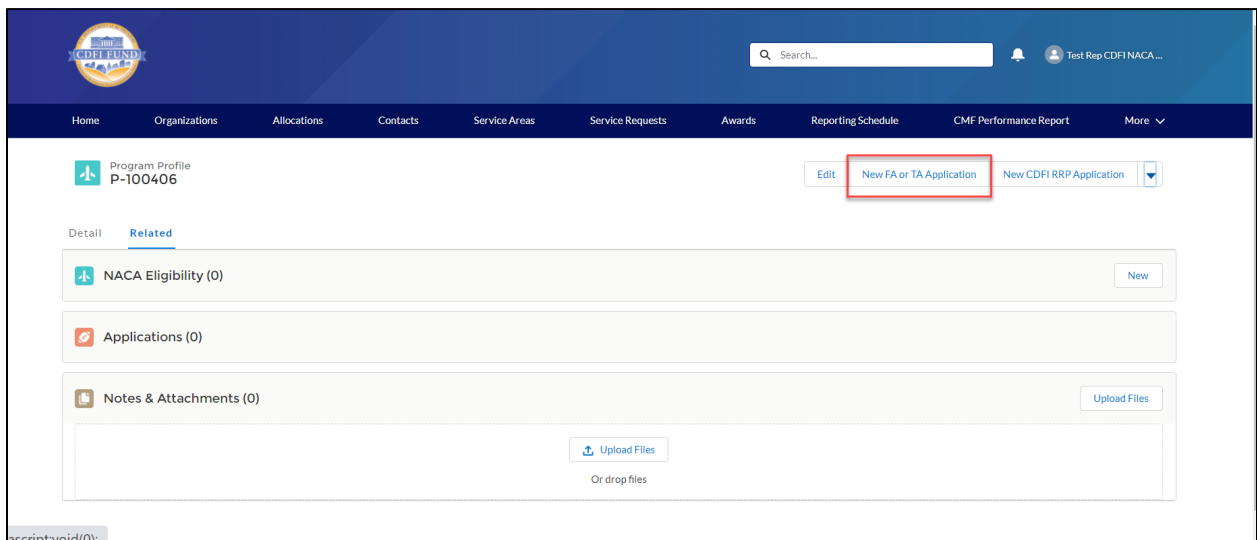 CDFI FUND
Search...
Test Rep CDFI NACA ...
Home Organizations Allocations Contacts Service Areas Service Requests Awards Reporting Schedule CMF Performance Report More
Program Profile
P-100406
Edit New FA or TA Application New CDFI RRP Application
Detail Related
NACA Eligibility (0)
New
Applications (0)
Notes & Attachments (0)
Upload Files
Upload Files
Or drop files
ascript:void(0);